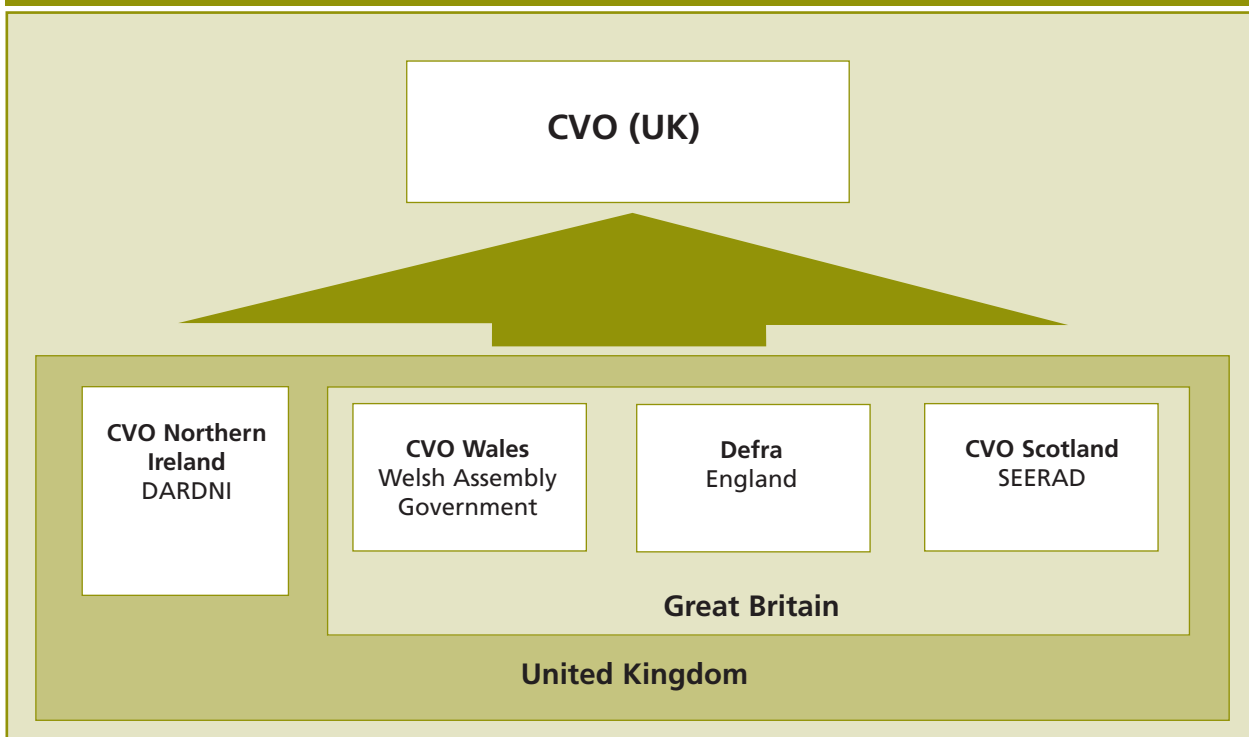 CVO (UK)
CVO Northern
Ireland
DARDNI
CVO Wales
Welsh Assembly
Government
Defra
England
CVO Scotland
SEERAD
Great Britain
United Kingdom